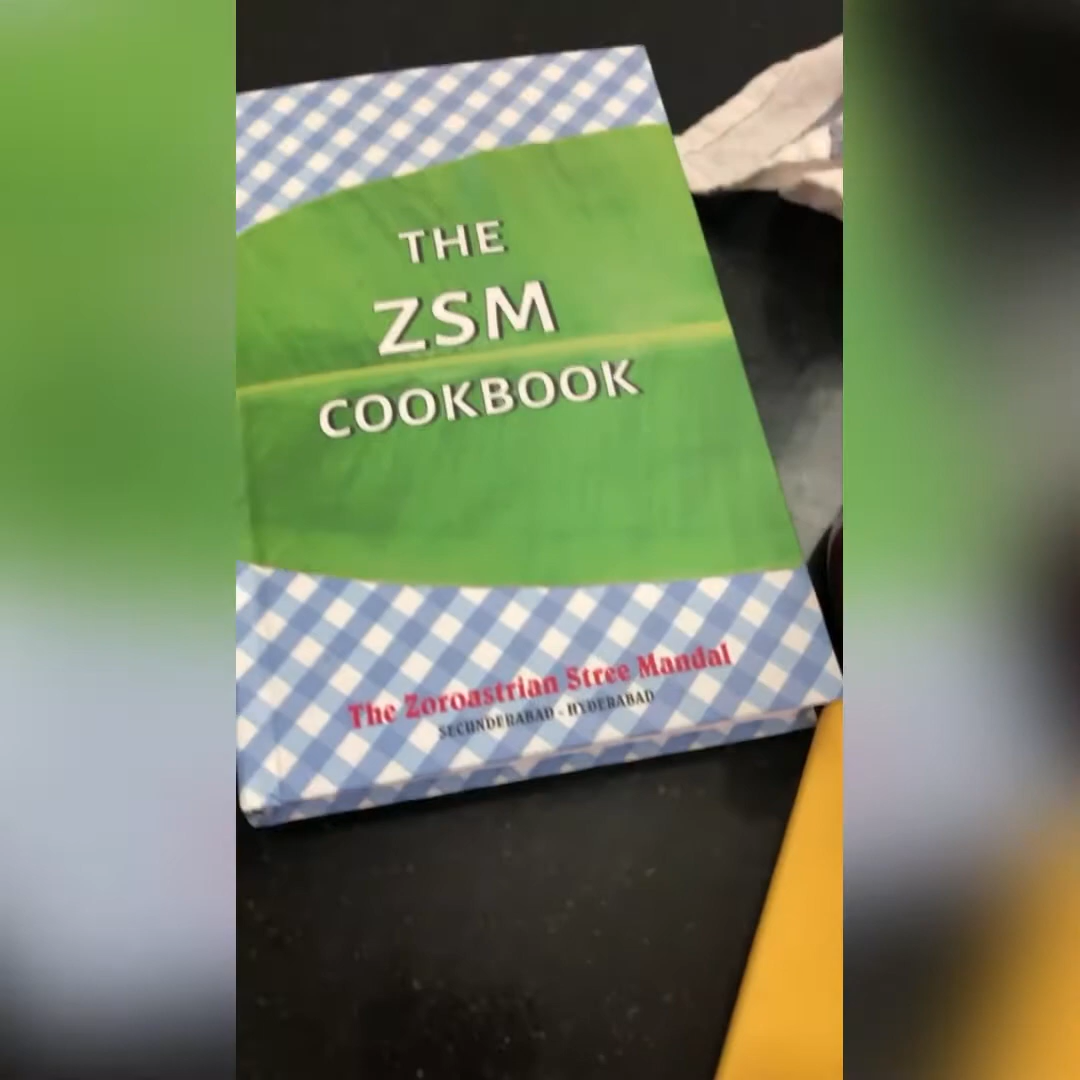 THE
ZSM
COOKBOOK
The Zoroastrian Stree Mandal
SECUNDERABAD - HYDERABAD